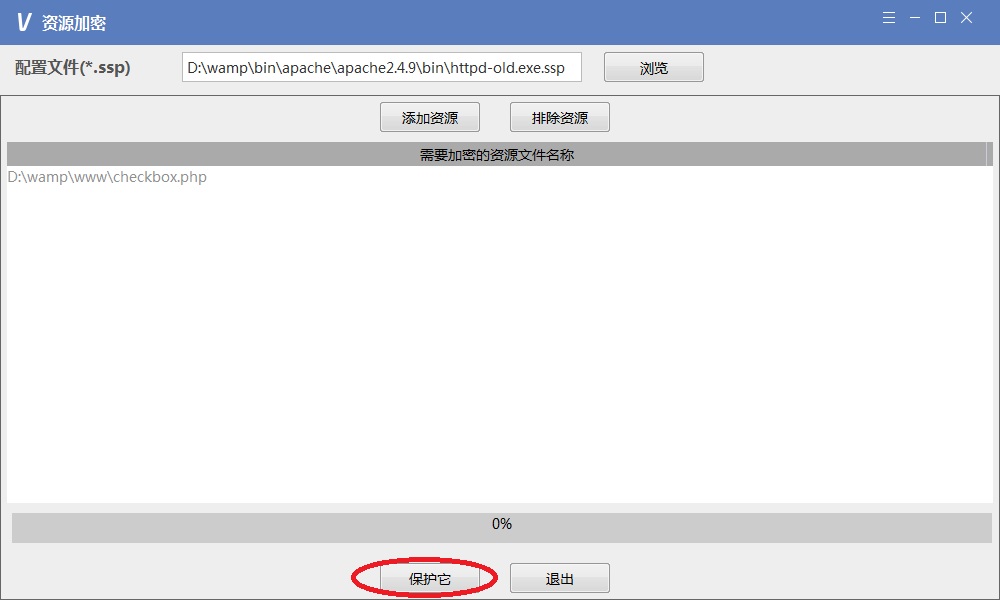 V 资源加密
配置文件(*.ssp) D:\wamp\bin\apache\apache2.4.9\bin\httpd-old.exe.ssp 浏览
添加资源 排除资源
需要加密的资源文件名称
D:\wamp\www\checkbox.php
0%
保护它 退出